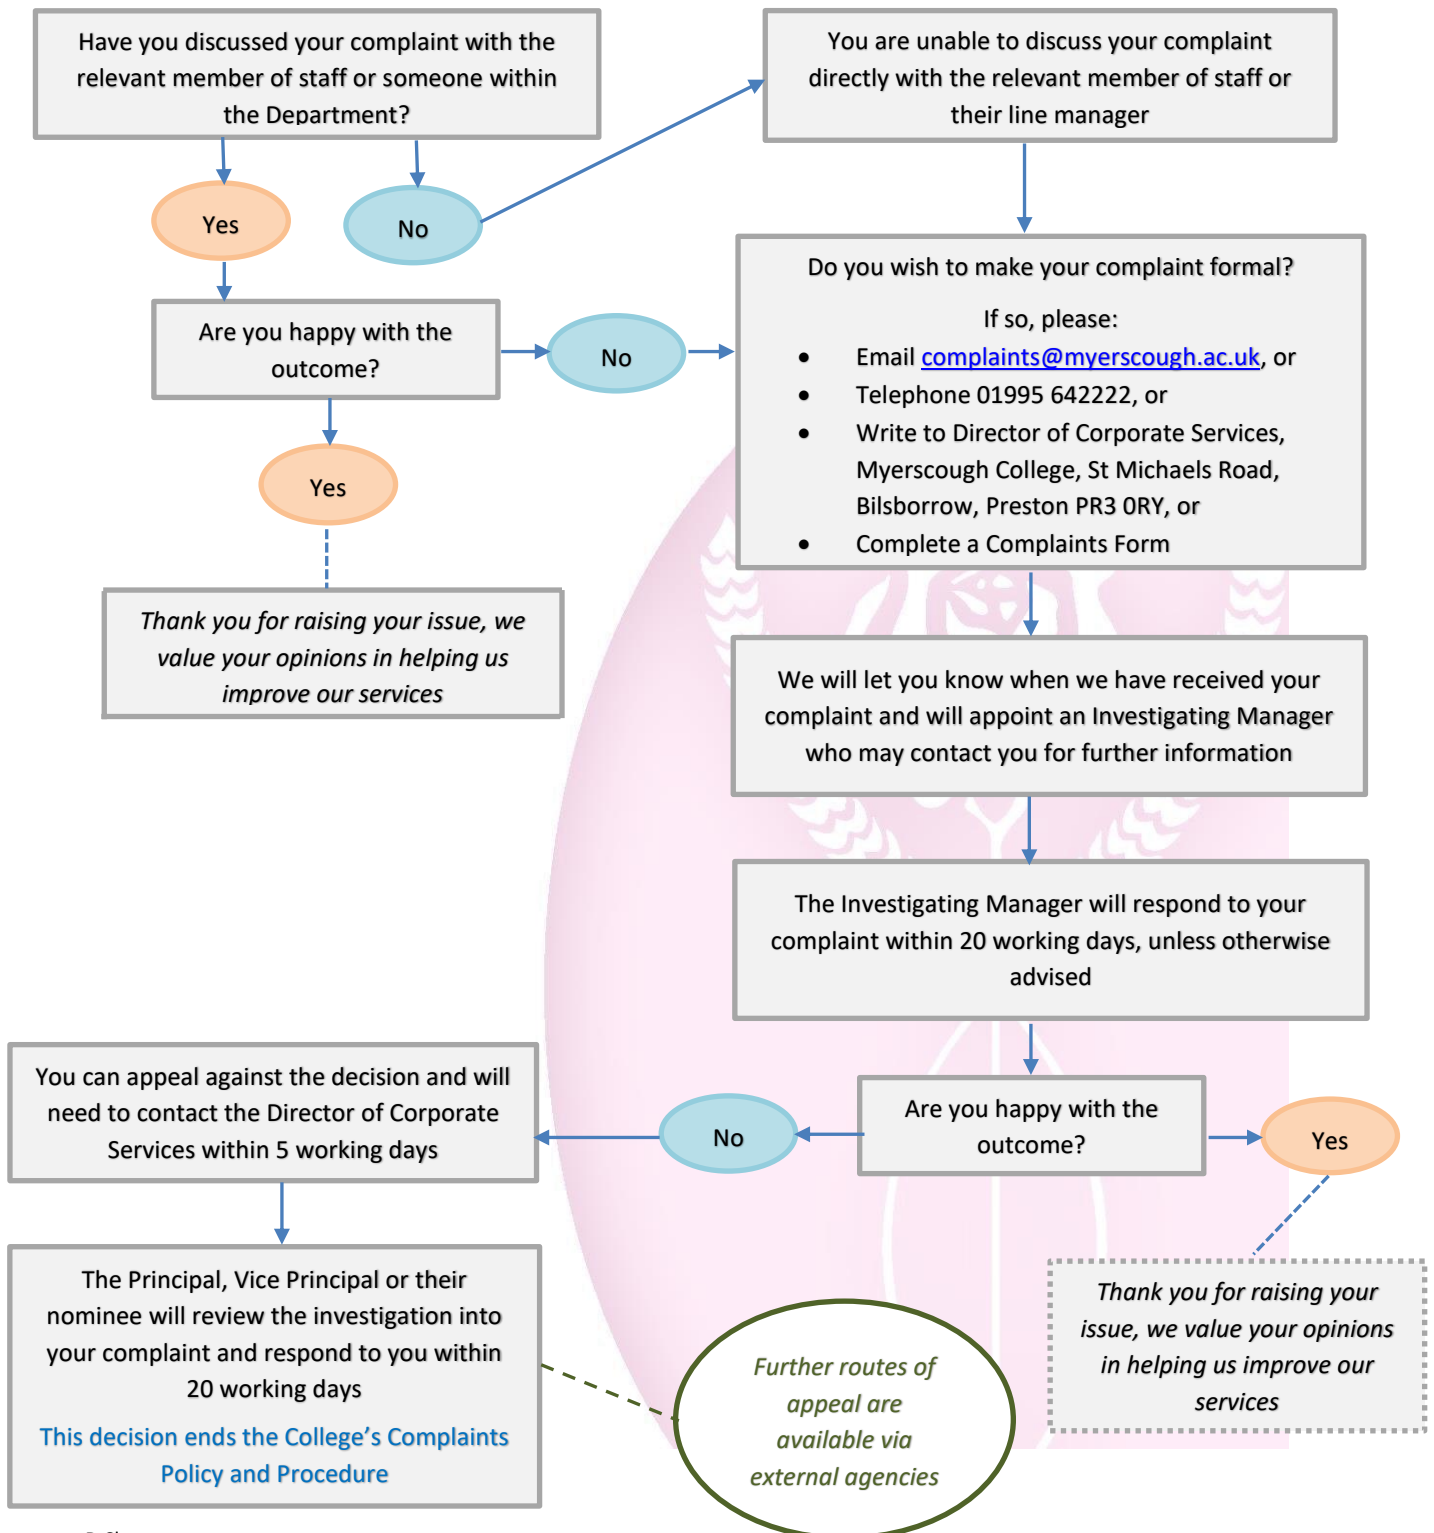 Have you discussed your complaint with the
relevant member of staff or someone within
the Department?
You are unable to discuss your complaint
directly with the relevant member of staff or
their line manager
Yes
No
Are you happy with the
outcome?
No
Do you wish to make your complaint formal?
If so, please:
• Email complaints@myerscough.ac.uk, or
• Telephone 01995 642222, or
• Write to Director of Corporate Services,
Myerscough College, St Michaels Road,
Bilsborrow, Preston PR3 0RY, or
• Complete a Complaints Form
Yes
Thank you for raising your issue, we
value your opinions in helping us
improve our services
We will let you know when we have received your
complaint and will appoint an Investigating Manager
who may contact you for further information
The Investigating Manager will respond to your
complaint within 20 working days, unless otherwise
advised
Are you happy with the
outcome?
No
Yes
You can appeal against the decision and will
need to contact the Director of Corporate
Services within 5 working days
The Principal, Vice Principal or their
nominee will review the investigation into
your complaint and respond to you within
20 working days
This decision ends the College’s Complaints
Policy and Procedure
Further routes of
appeal are
available via
external agencies
Thank you for raising your
issue, we value your opinions
in helping us improve our
services